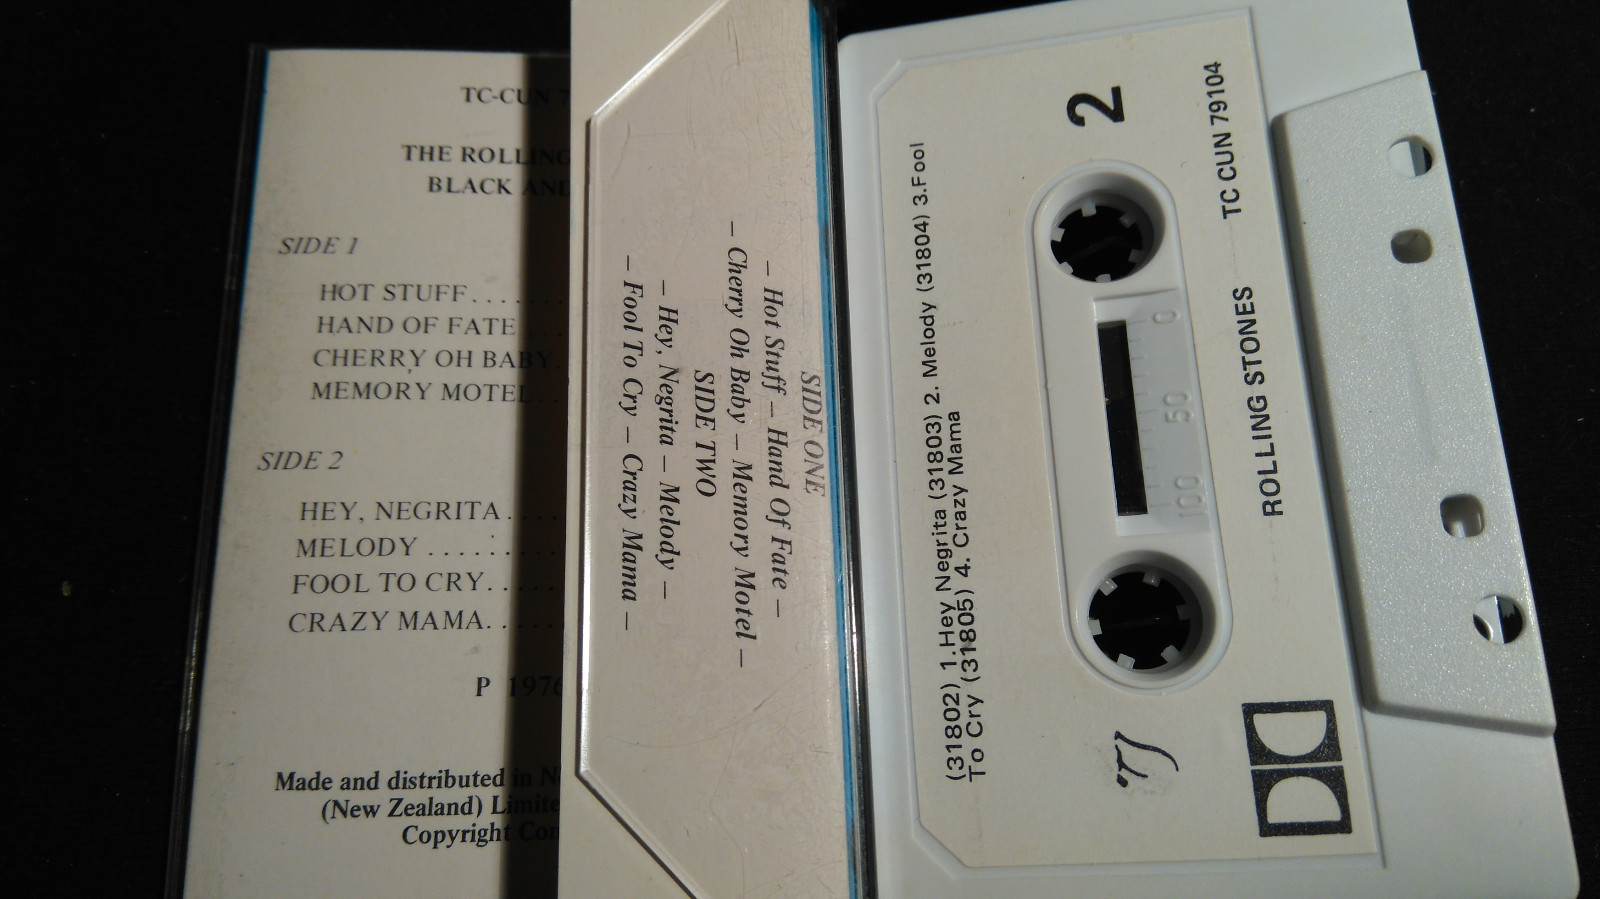 TC-CUN 7
THE ROLLING
BLACK AND
SIDE 1
HOT STUFF......
HAND OF FATE ..
CHERRY OH BABY.
MEMORY MOTEL..
SIDE 2
HEY, NEGRITA....
MELODY .........
FOOL TO CRY.....
CRAZY MAMA.....
P 1976
Made and distributed in N
(New Zealand) Limite
Copyright Con
SIDE ONE
– Hot Stuff – Hand Of Fate –
– Cherry Oh Baby – Memory Motel –
SIDE TWO
– Hey, Negrita – Melody –
– Fool To Cry – Crazy Mama –
(31802) 1.Hey Negrita (31803) 2. Melody (31804) 3.Fool
To Cry (31805) 4. Crazy Mama
2
0 50 100
ROLLING STONES TC CUN 79104